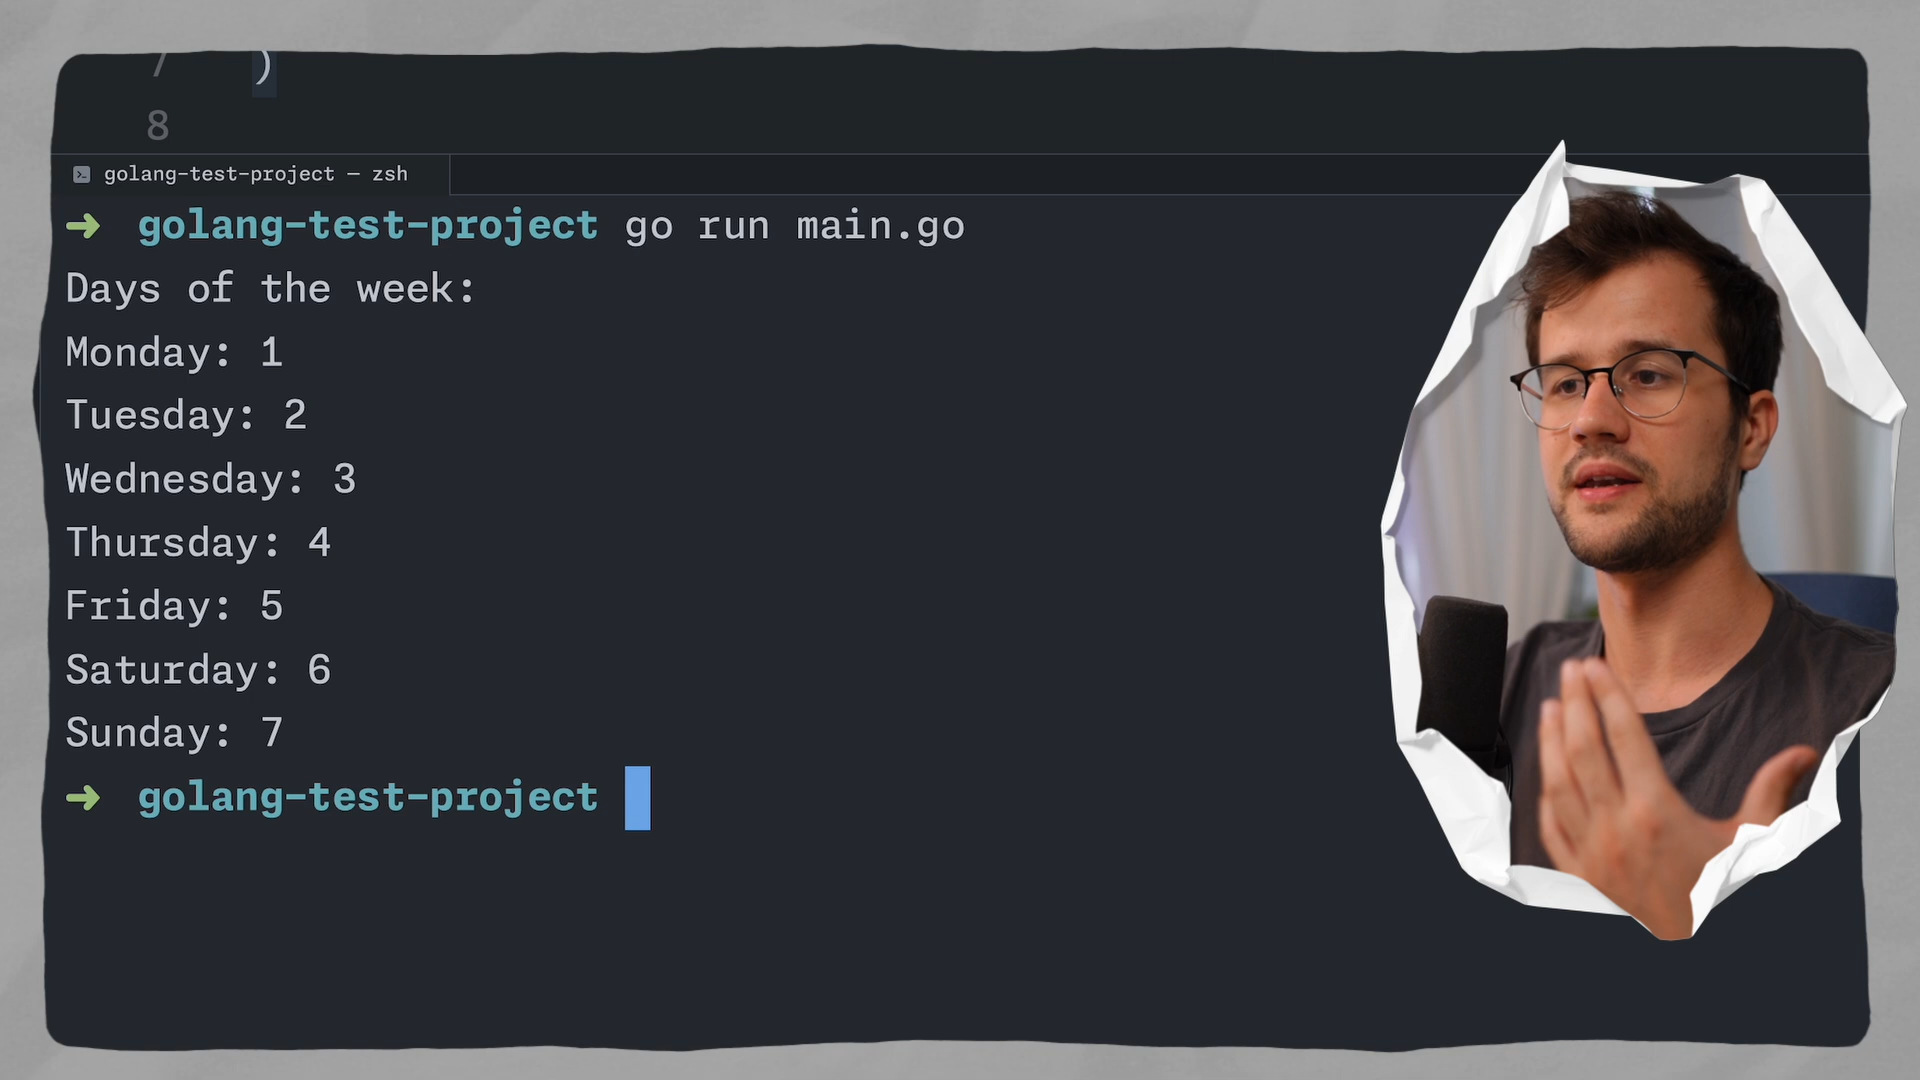 7 )
8
golang-test-project — zsh
➜ golang-test-project go run main.go
Days of the week:
Monday: 1
Tuesday: 2
Wednesday: 3
Thursday: 4
Friday: 5
Saturday: 6
Sunday: 7
➜ golang-test-project